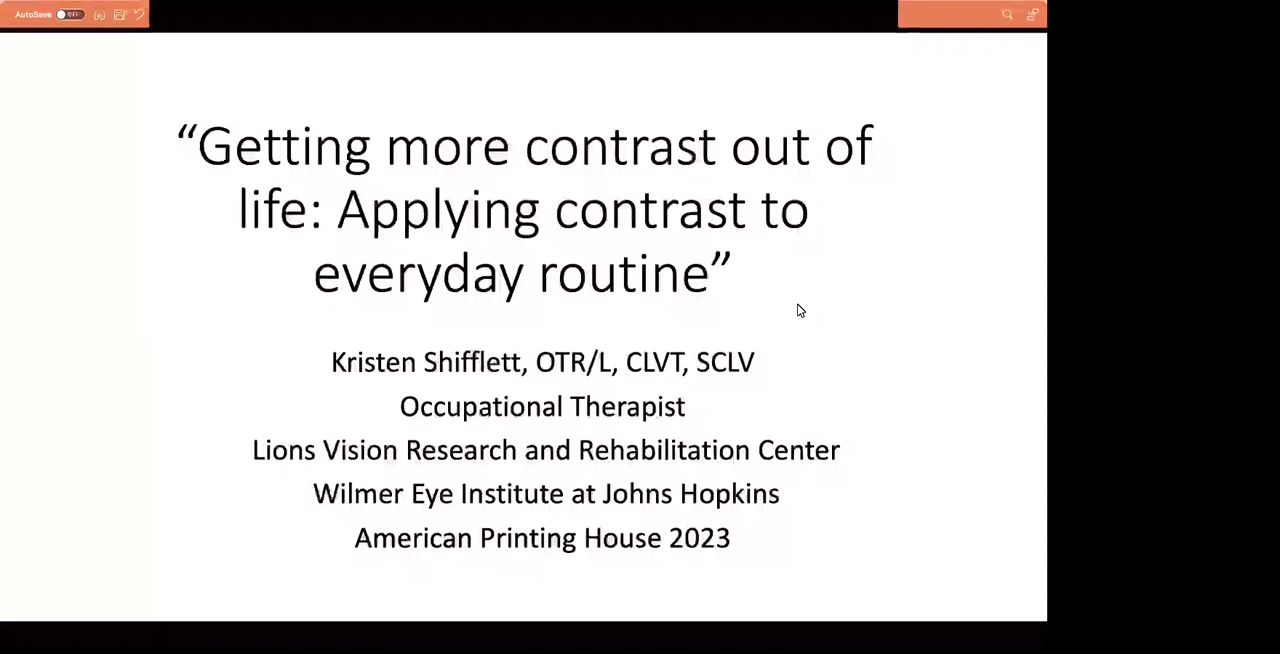 AutoSave OFF
“Getting more contrast out of
life: Applying contrast to
everyday routine”
Kristen Shifflett, OTR/L, CLVT, SCLV
Occupational Therapist
Lions Vision Research and Rehabilitation Center
Wilmer Eye Institute at Johns Hopkins
American Printing House 2023